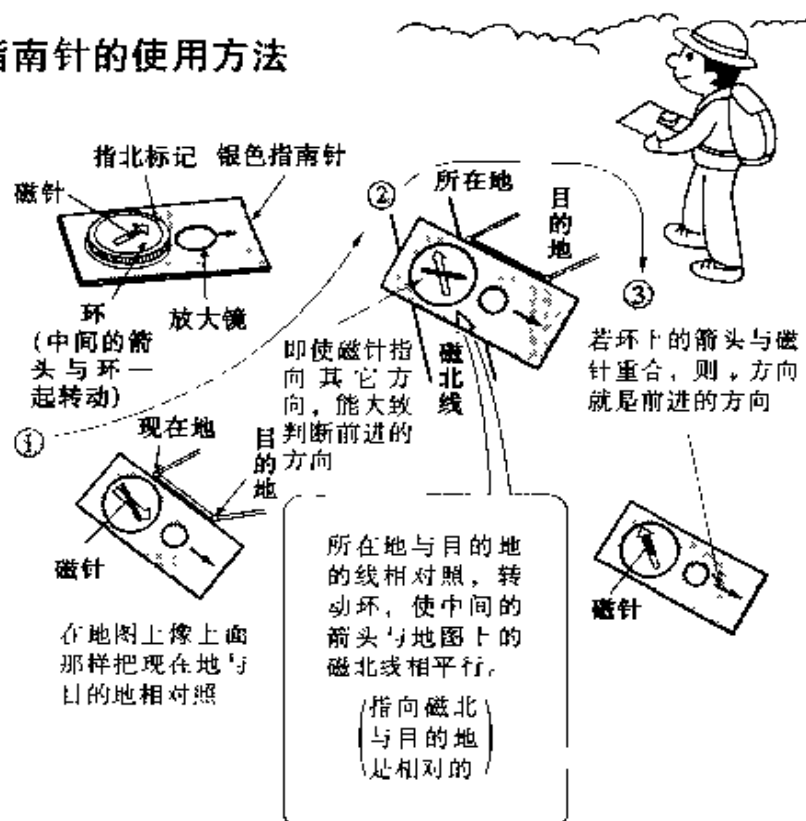 指南针的使用方法
指北标记
银色指南针
磁针
环
(中间的箭
头与环一
起转动)
放大镜
①
现在地
目的地
磁针
在地图上像上面
那样把现在地与
目的地相对照
②
所在地
目的地
即使磁针指
向其它方
向，能大致
判断前进的
方向
磁北线
所在地与目的地
的线相对照，转
动环，使中间的
箭头与地图上的
磁北线相平行。
(指向磁北
与目的地
是相对的)
③
若环上的箭头与磁
针重合，则，方向
就是前进的方向
磁针